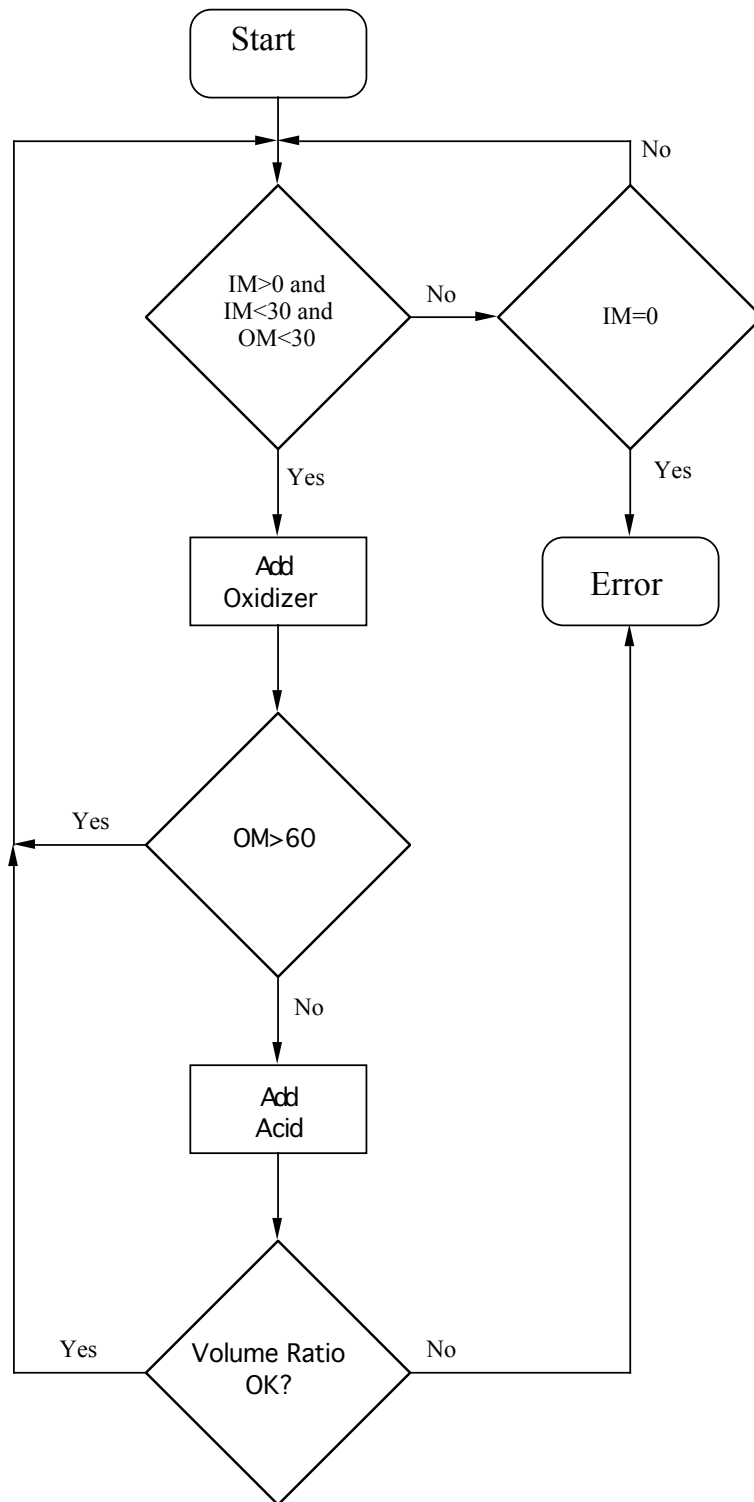 Start
No
IM>0 and
IM<30 and
OM<30
No
IM=0
Yes
Yes
Add
Oxidizer
Error
Yes
OM>60
No
Add
Acid
Yes
Volume Ratio
OK?
No